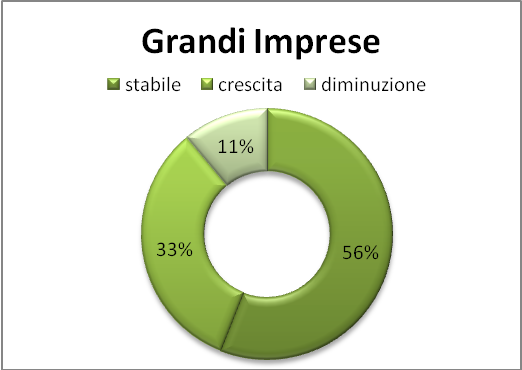 Grandi Imprese
stabile crescita diminuzione
11%
33%
56%